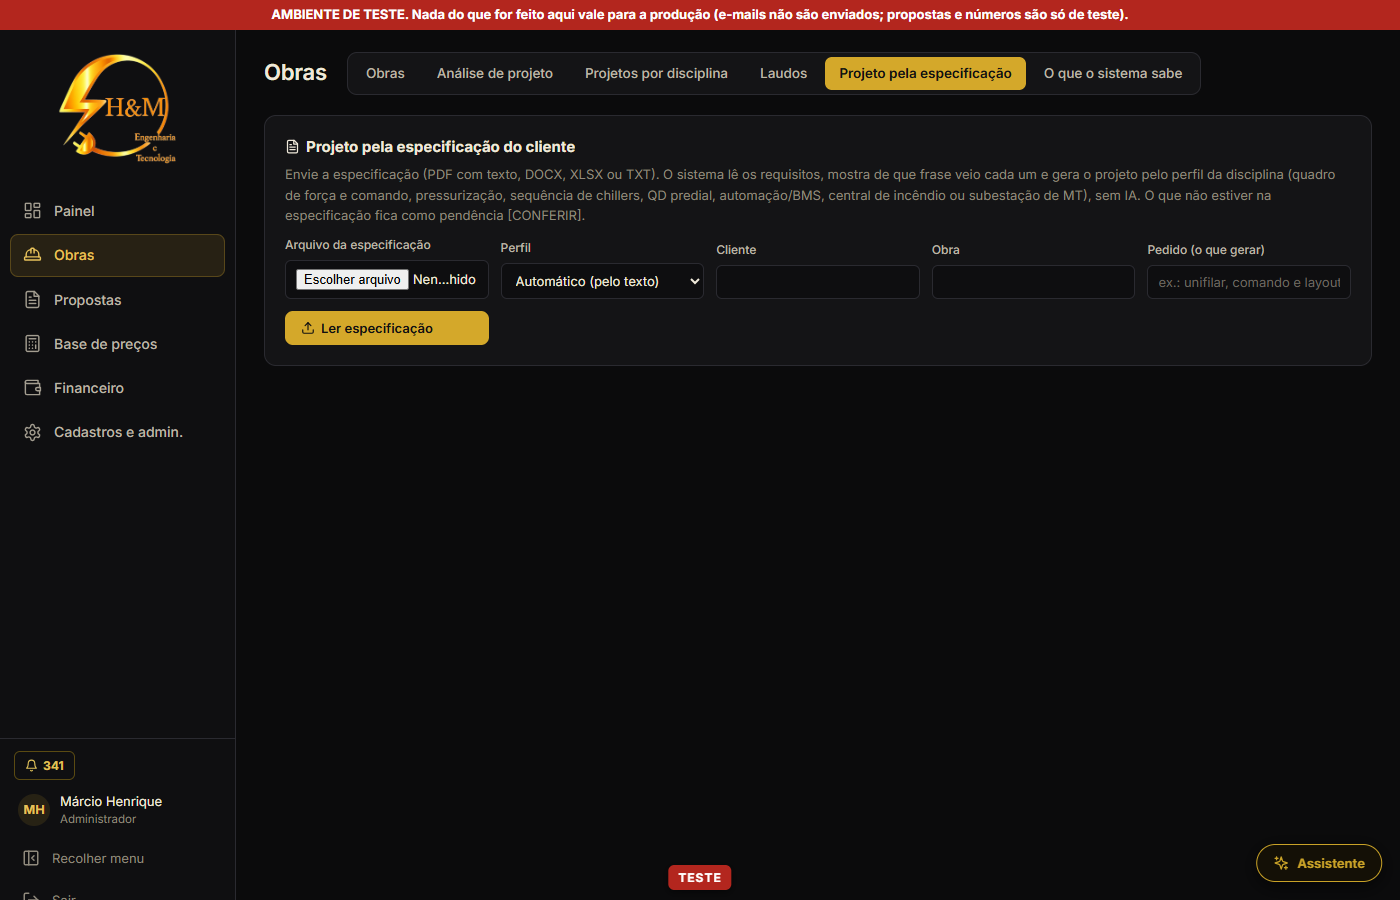 AMBIENTE DE TESTE. Nada do que for feito aqui vale para a produção (e-mails não são enviados; propostas e números são só de teste).
H&M
Engenharia
e
Tecnologia
Painel
Obras
Propostas
Base de preços
Financeiro
Cadastros e admin.
341
MH
Márcio Henrique
Administrador
Recolher menu
Sair
Obras
Obras
Análise de projeto
Projetos por disciplina
Laudos
Projeto pela especificação
O que o sistema sabe
Projeto pela especificação do cliente
Envie a especificação (PDF com texto, DOCX, XLSX ou TXT). O sistema lê os requisitos, mostra de que frase veio cada um e gera o projeto pelo perfil da disciplina (quadro
de força e comando, pressurização, sequência de chillers, QD predial, automação/BMS, central de incêndio ou subestação de MT), sem IA. O que não estiver na
especificação fica como pendência [CONFERIR].
Arquivo da especificação
Escolher arquivo Nen...hido
Perfil
Automático (pelo texto)
Cliente
Obra
Pedido (o que gerar)
ex.: unifilar, comando e layout
Ler especificação
TESTE
Assistente